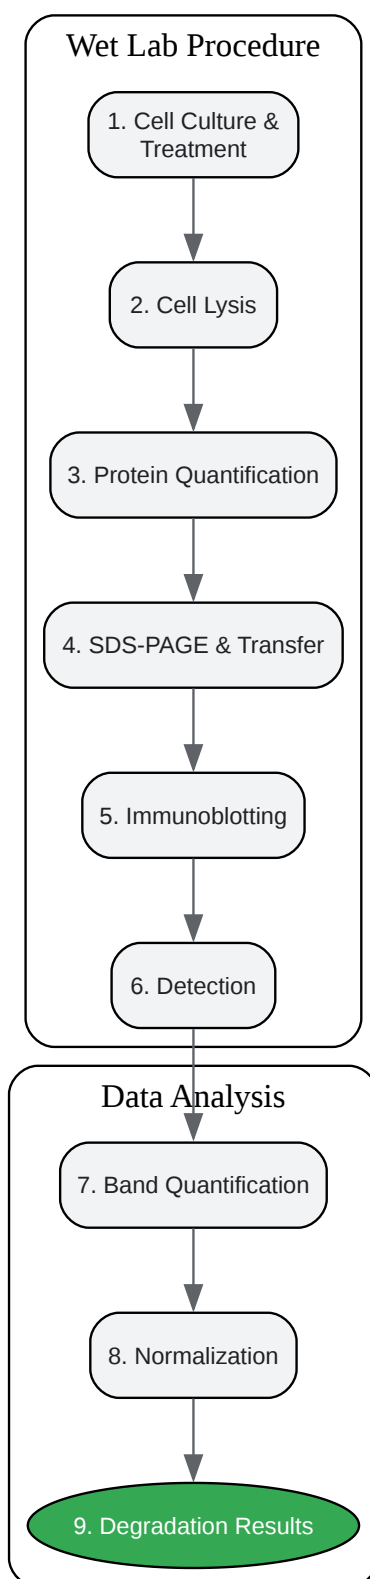 Wet Lab Procedure
1. Cell Culture &
Treatment
2. Cell Lysis
3. Protein Quantification
4. SDS-PAGE & Transfer
5. Immunoblotting
6. Detection
Data Analysis
7. Band Quantification
8. Normalization
9. Degradation Results